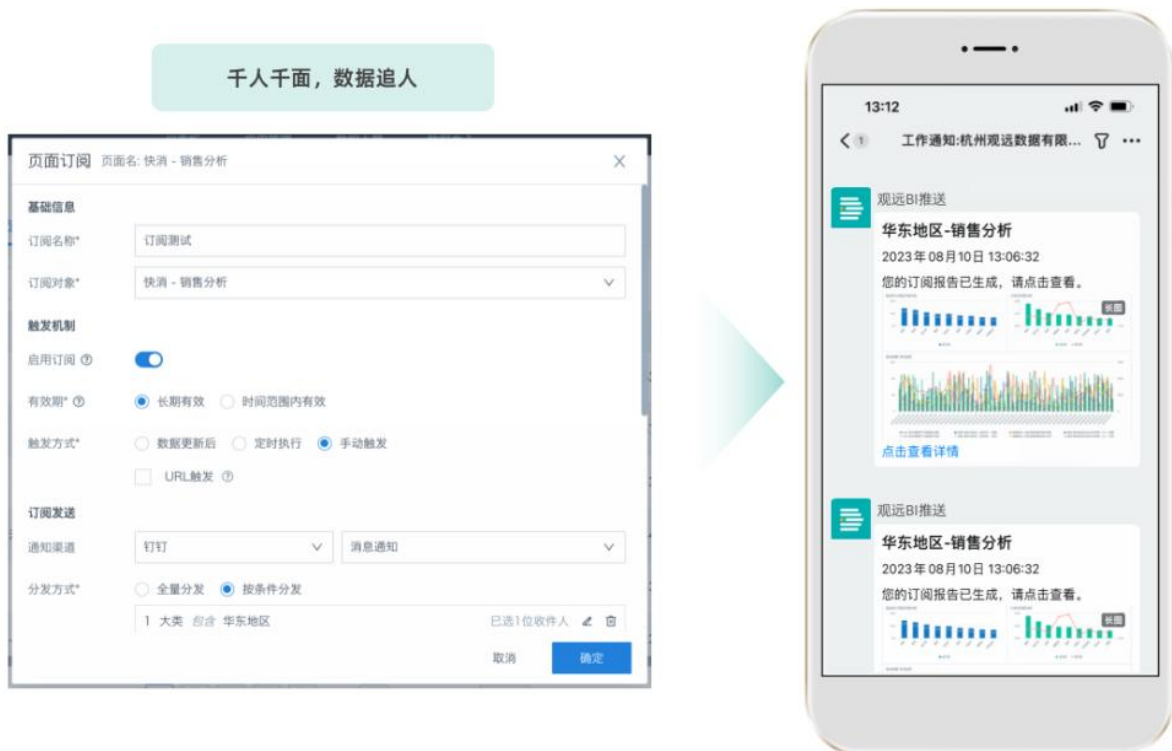 千人千面，数据追人
页面订阅 页面名: 快消 - 销售分析
基础信息
订阅名称* 订阅测试
订阅对象* 快消 - 销售分析
触发机制
启用订阅
有效期* 长期有效 时间范围内有效
触发方式* 数据更新后 定时执行 手动触发
URL触发
订阅发送
通知渠道 钉钉 消息通知
分发方式* 全量分发 按条件分发
1 大类 包含 华东地区 已选1位收件人
取消 确定
13:12
1 工作通知:杭州观远数据有限...
观远BI推送
华东地区-销售分析
2023年08月10日 13:06:32
您的订阅报告已生成，请点击查看。
长图
点击查看详情
观远BI推送
华东地区-销售分析
2023年08月10日 13:06:32
您的订阅报告已生成，请点击查看。
长图